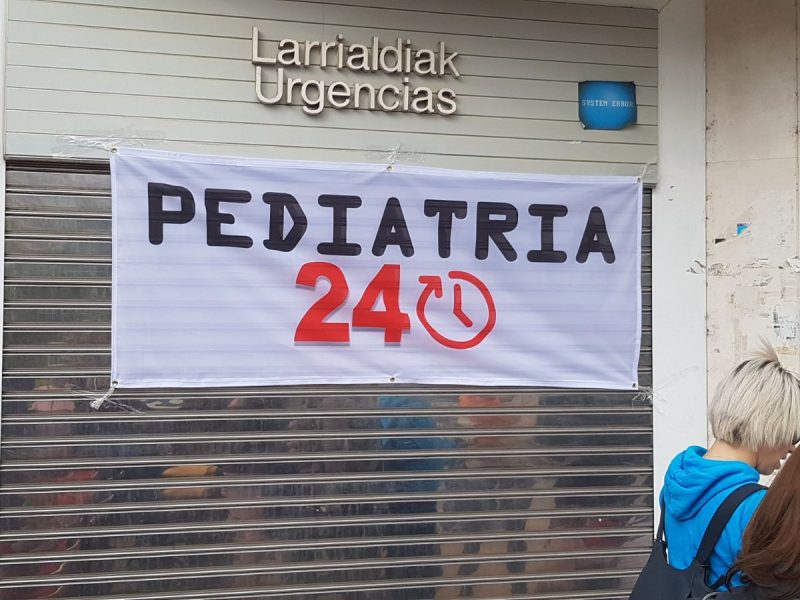 Larrialdiak
Urgencias
SYSTEM ERROR
PEDIATRIA
24